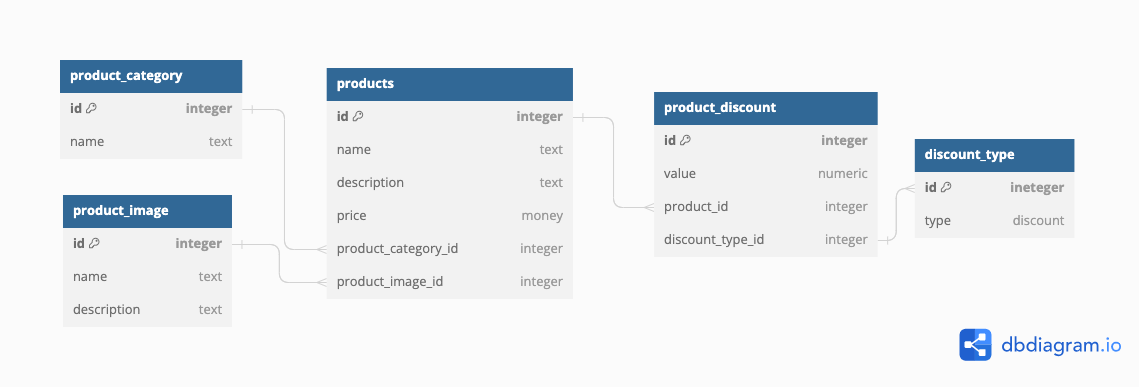 product_category
id integer
name text
product_image
id integer
name text
description text
products
id integer
name text
description text
price money
product_category_id integer
product_image_id integer
product_discount
id integer
value numeric
product_id integer
discount_type_id integer
discount_type
id ineteger
type discount
dbdiagram.io